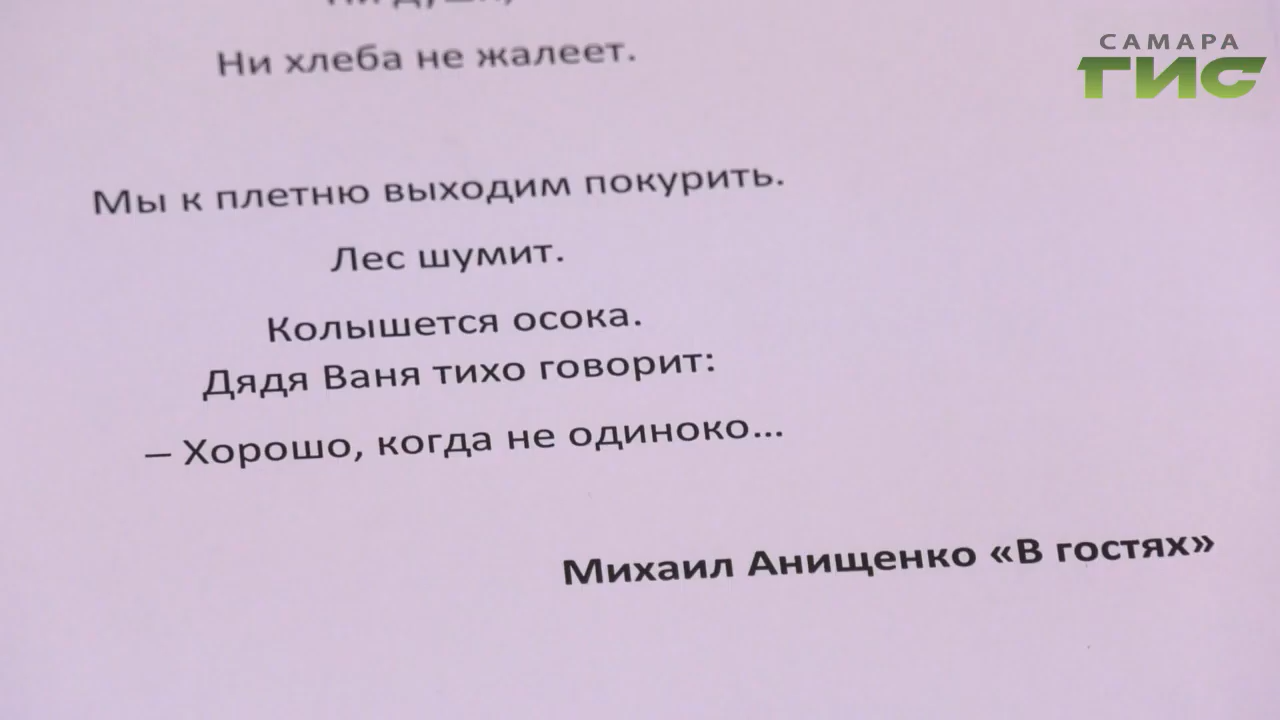 Ни хлеба не жалеет.
САМАРА
ГИС
Мы к плетню выходим покурить.
Лес шумит.
Колышется осока.
Дядя Ваня тихо говорит:
– Хорошо, когда не одиноко...
Михаил Анищенко «В гостях»